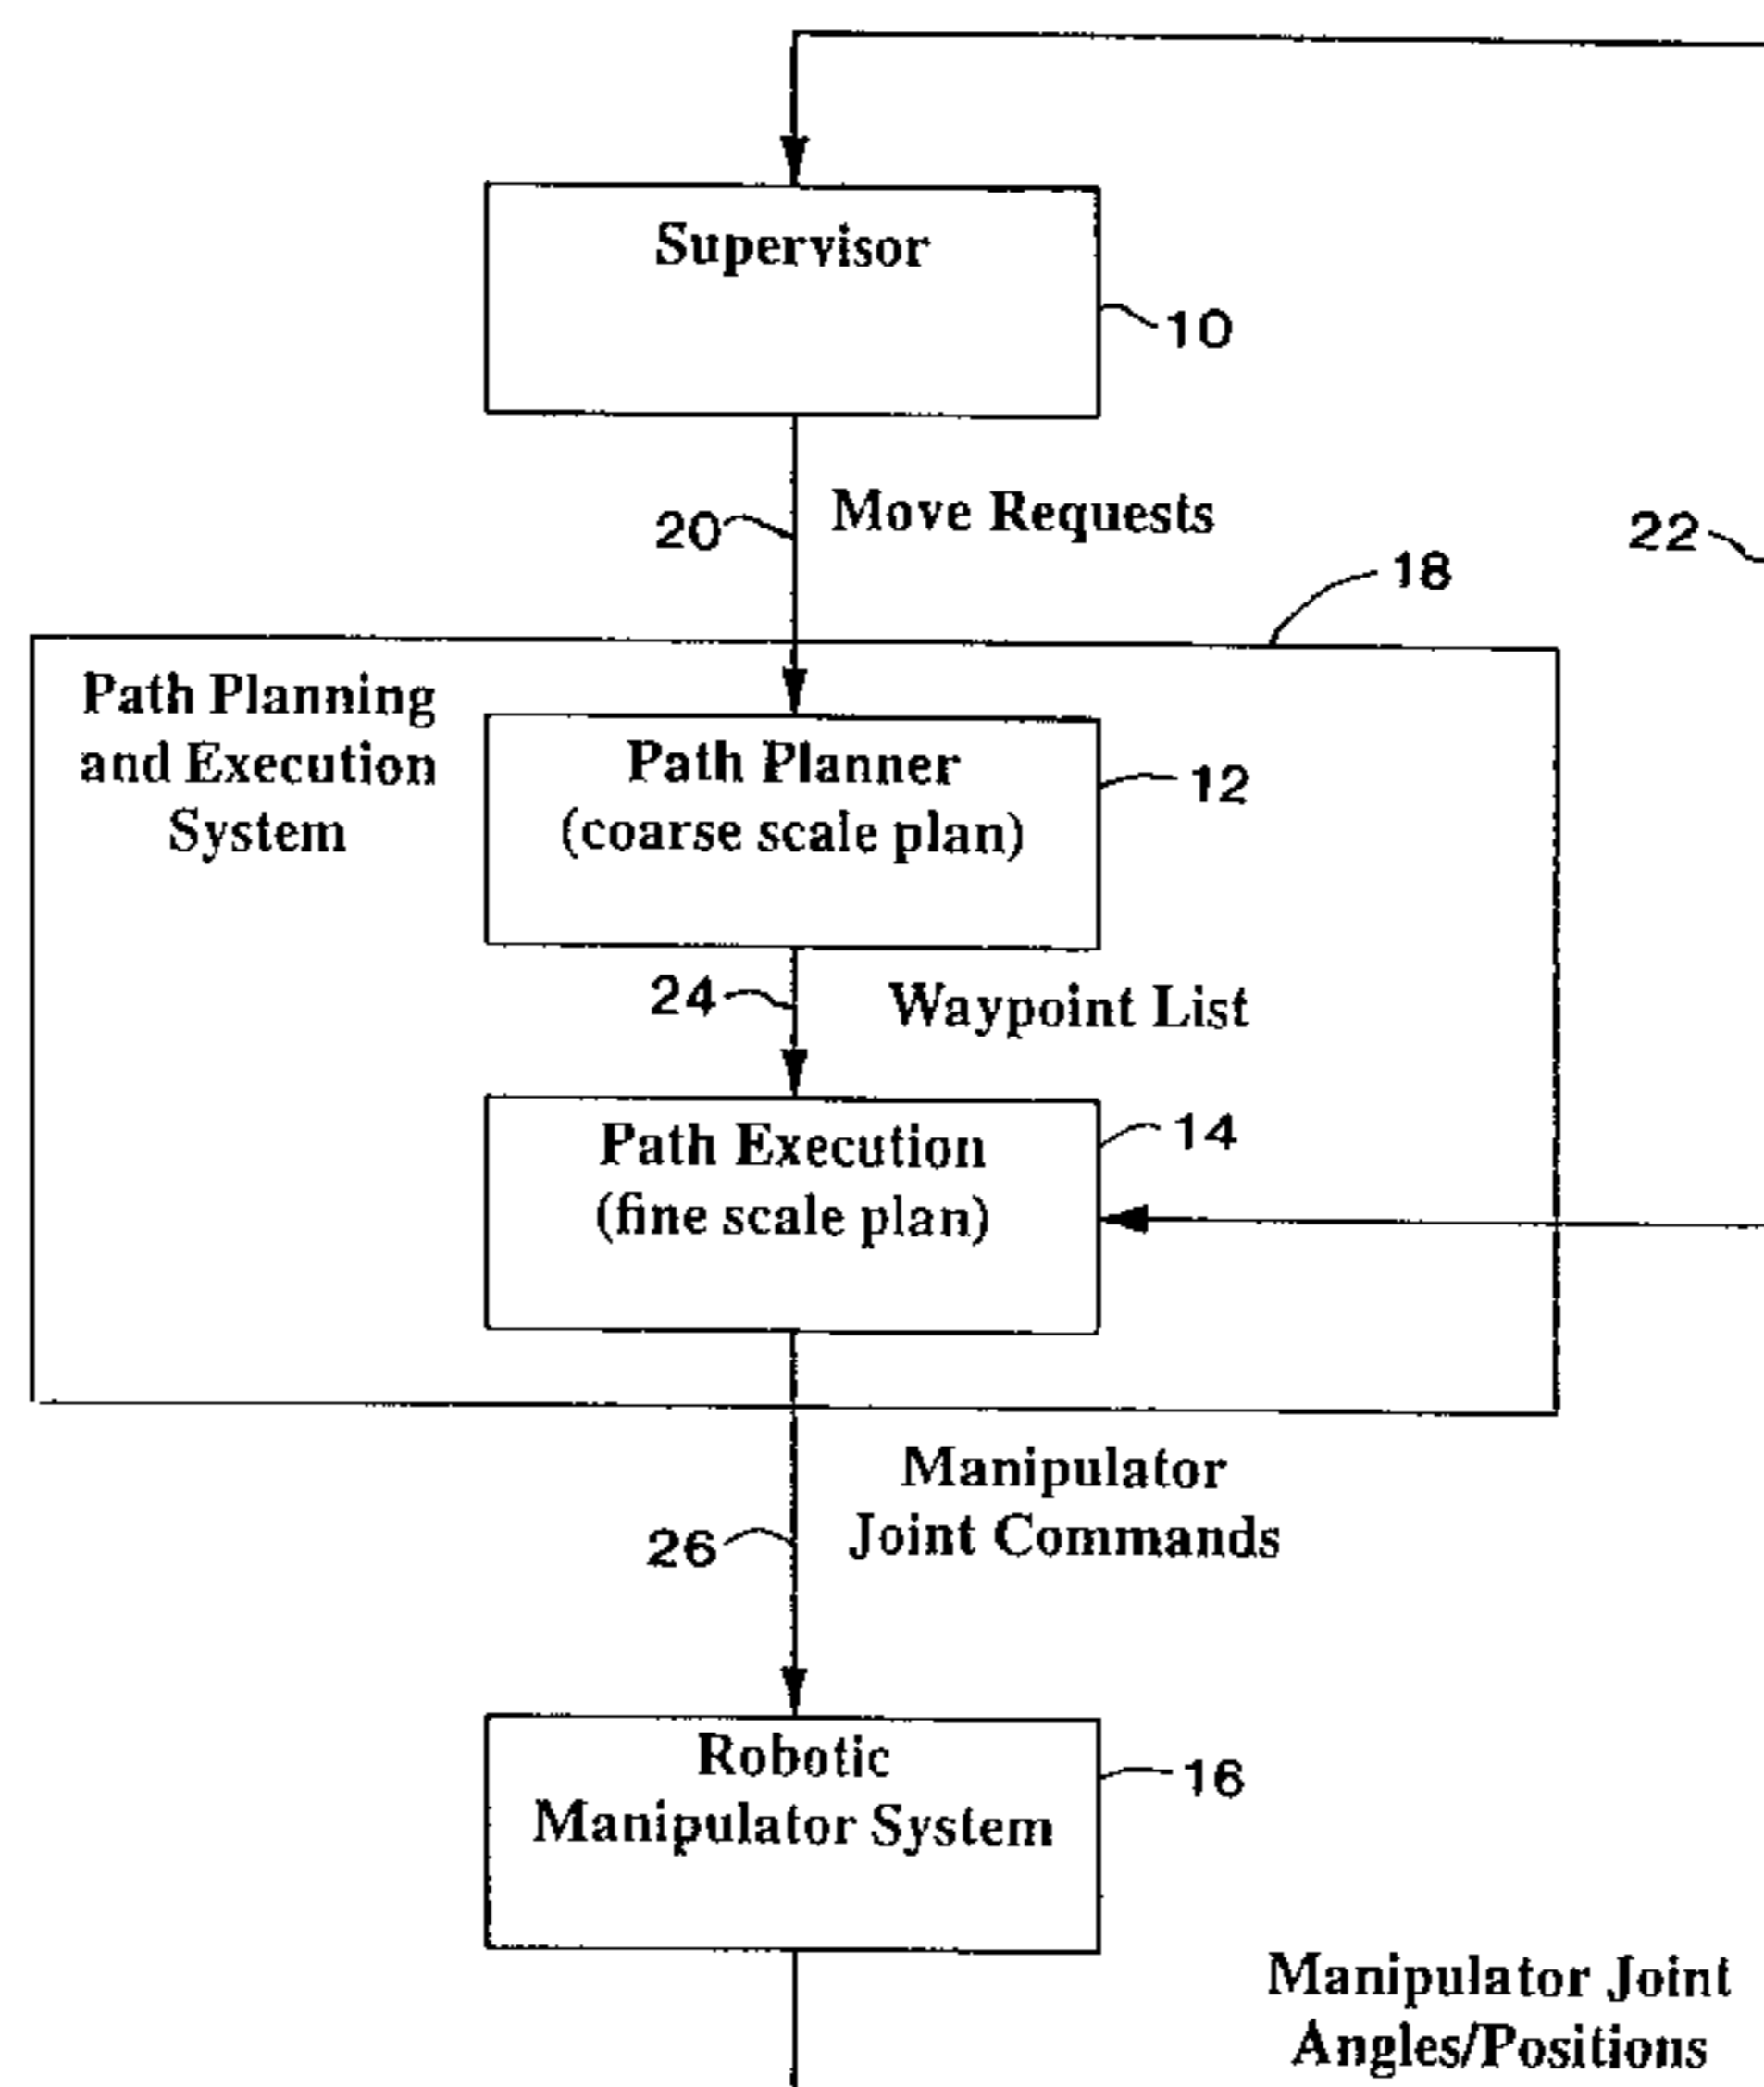 Supervisor
10
20
Move Requests
22
18
Path Planning
and Execution
System
Path Planner
(coarse scale plan)
12
24
Waypoint List
Path Execution
(fine scale plan)
14
Manipulator
Joint Commands
26
Robotic
Manipulator System
16
Manipulator Joint
Angles/Positions